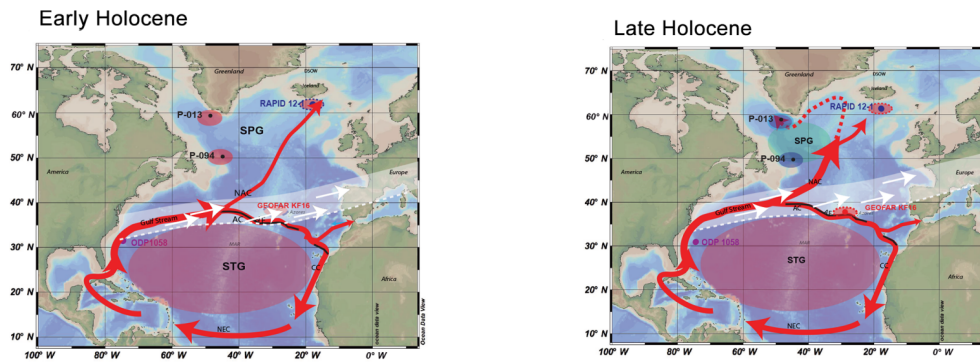 Early Holocene
70° N
60° N
50° N
40° N
30° N
20° N
10° N
Greenland
DSOW
Iceland
RAPID 12-1
P-013
SPG
P-094
America
Europe
NAC
GEOFAR KF16
Gulf Stream
AC
ODP 1058
STG
CC
Africa
NEC
Ocean Data View
100° W
80° W
60° W
40° W
20° W
0° W
Late Holocene
70° N
60° N
50° N
40° N
30° N
20° N
10° N
Greenland
DSOW
Iceland
RAPID 12-1
P-013
SPG
P-094
America
Europe
NAC
GEOFAR KF16
Gulf Stream
AC
ODP 1058
STG
CC
Africa
NEC
ocean data view
100° W
80° W
60° W
40° W
20° W
0° W